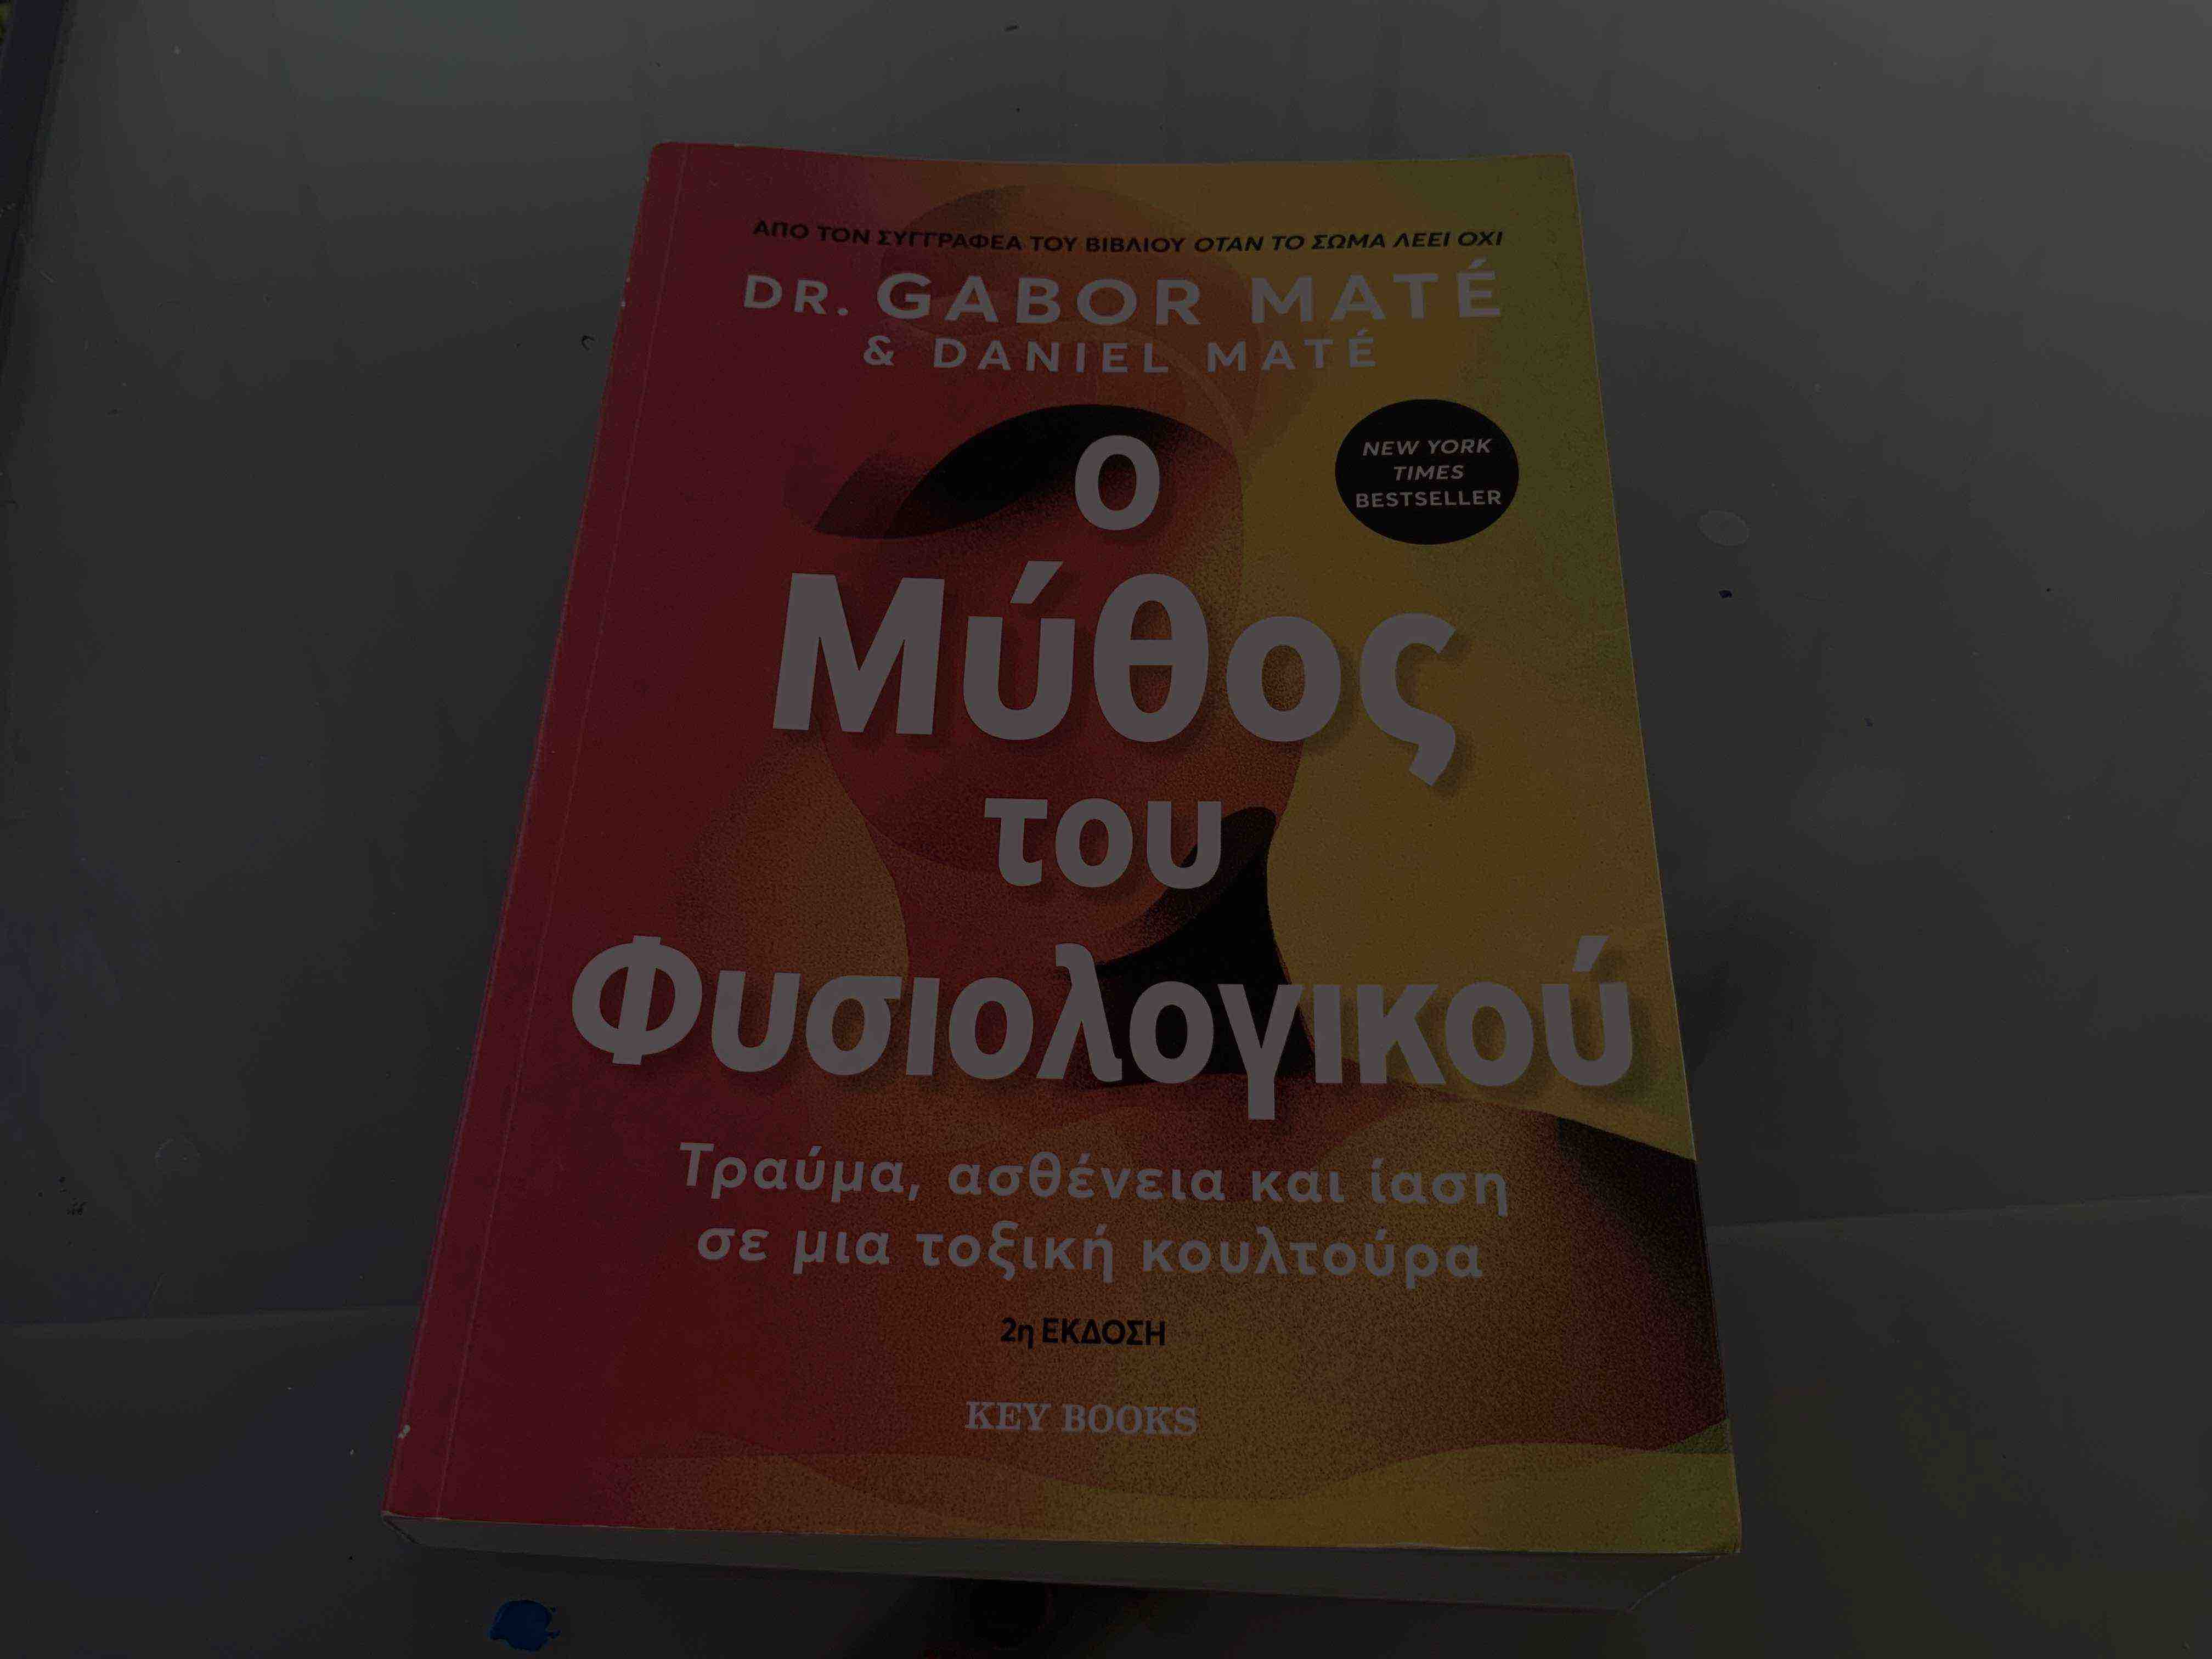 ΑΠΟ ΤΟΝ ΣΥΓΓΡΑΦΕΑ ΤΟΥ ΒΙΒΛΙΟΥ ΟΤΑΝ ΤΟ ΣΩΜΑ ΛΕΕΙ ΟΧΙ
DR. GABOR MATÉ
& DANIEL MATÉ
NEW YORK
TIMES
BESTSELLER
Ο
Μύθος
του
Φυσιολογικού
Τραύμα, ασθένεια και ίαση
σε μια τοξική κουλτούρα
2η ΕΚΔΟΣΗ
KEY BOOKS